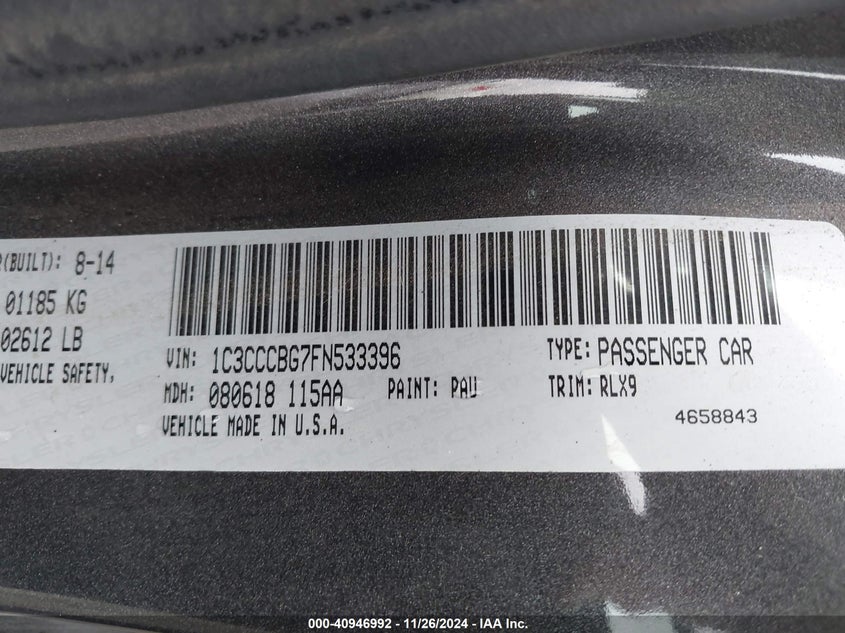 (BUILT): 8-14
01185 KG
02612 LB
VEHICLE SAFETY,
VIN: 1C3CCCBG7FN533396
TYPE: PASSENGER CAR
MDH: 080618 115AA
PAINT: PAU
TRIM: RLX9
VEHICLE MADE IN U.S.A.
4658843
000-40946992 - 11/26/2024 - IAA Inc.